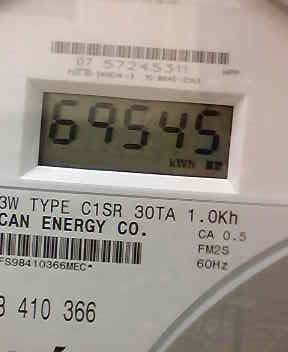 07 57245311
69545
kWh
3W TYPE C1SR 30TA 1.0Kh
CAN ENERGY CO.
CA 0.5
FM2S
FS98410366MEC*
60Hz
8 410 366